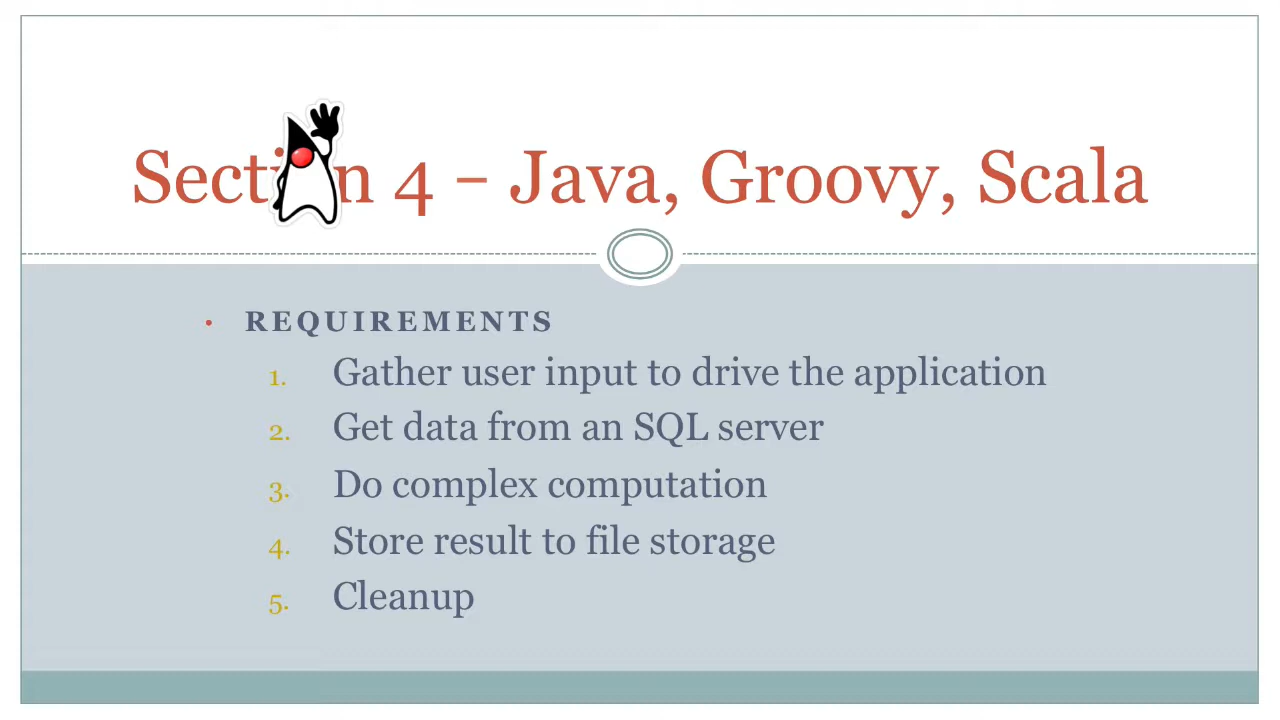 Section 4 – Java, Groovy, Scala
• REQUIREMENTS
1. Gather user input to drive the application
2. Get data from an SQL server
3. Do complex computation
4. Store result to file storage
5. Cleanup